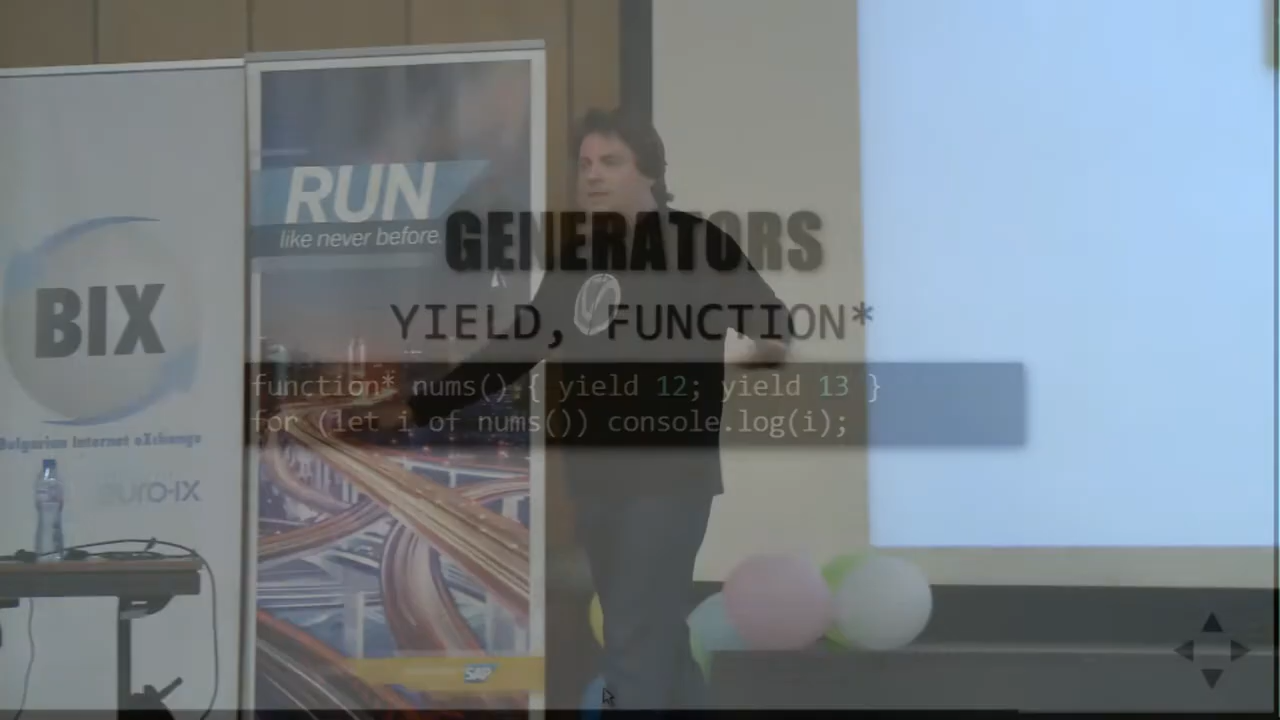 RUN
like never before.
GENERATORS
YIELD, FUNCTION*
BIX
function* nums() { yield 12; yield 13 }
for (let i of nums()) console.log(i);
Bulgarian Internet eXchange
euro-ix
SAP